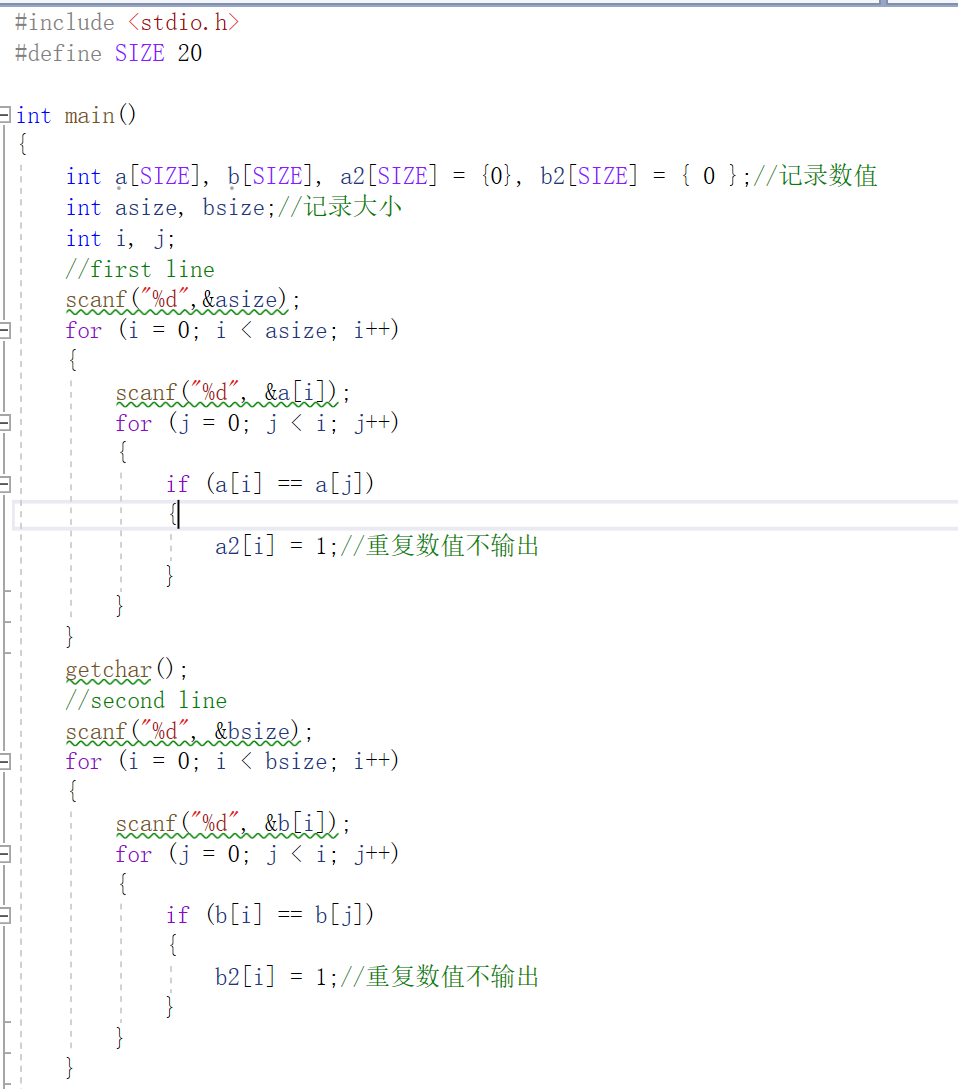 #include <stdio.h>
#define SIZE 20
int main()
{
int a[SIZE], b[SIZE], a2[SIZE] = {0}, b2[SIZE] = { 0 };//记录数值
int asize, bsize;//记录大小
int i, j;
//first line
scanf("%d",&asize);
for (i = 0; i < asize; i++)
{
scanf("%d", &a[i]);
for (j = 0; j < i; j++)
{
if (a[i] == a[j])
{
a2[i] = 1;//重复数值不输出
}
}
}
getchar();
//second line
scanf("%d", &bsize);
for (i = 0; i < bsize; i++)
{
scanf("%d", &b[i]);
for (j = 0; j < i; j++)
{
if (b[i] == b[j])
{
b2[i] = 1;//重复数值不输出
}
}
}